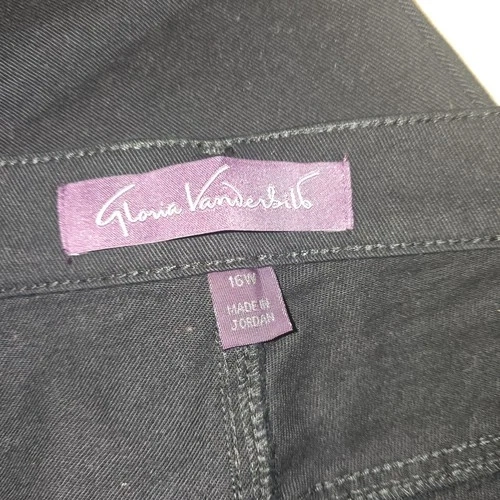 Gloria Vanderbilt
16W
MADE IN
JORDAN